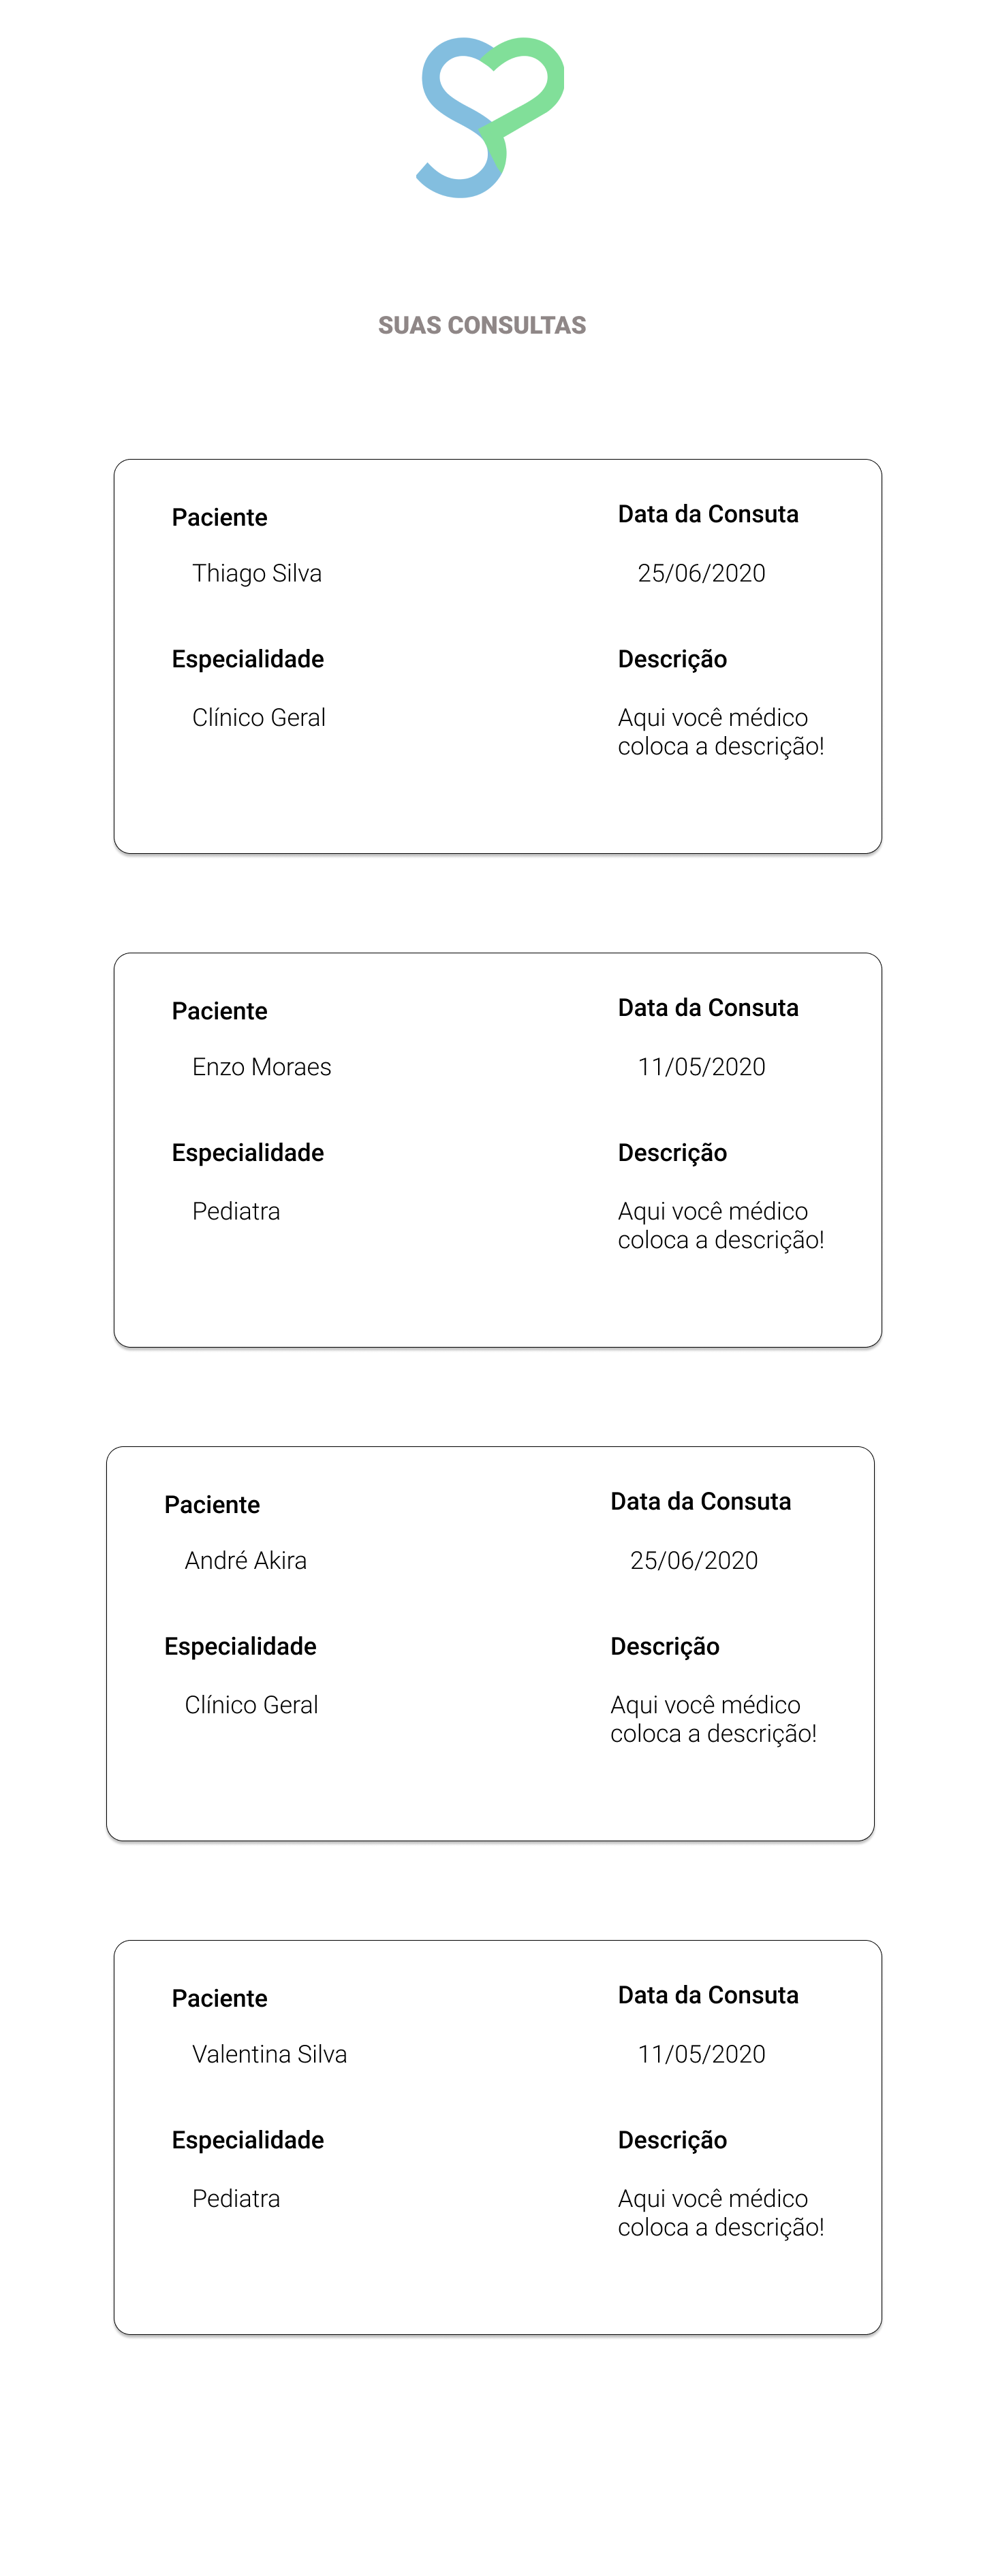 SUAS CONSULTAS
Paciente
Data da Consuta
Thiago Silva
25/06/2020
Especialidade
Descrição
Clínico Geral
Aqui você médico
coloca a descrição!
Paciente
Data da Consuta
Enzo Moraes
11/05/2020
Especialidade
Descrição
Pediatra
Aqui você médico
coloca a descrição!
Paciente
Data da Consuta
André Akira
25/06/2020
Especialidade
Descrição
Clínico Geral
Aqui você médico
coloca a descrição!
Paciente
Data da Consuta
Valentina Silva
11/05/2020
Especialidade
Descrição
Pediatra
Aqui você médico
coloca a descrição!